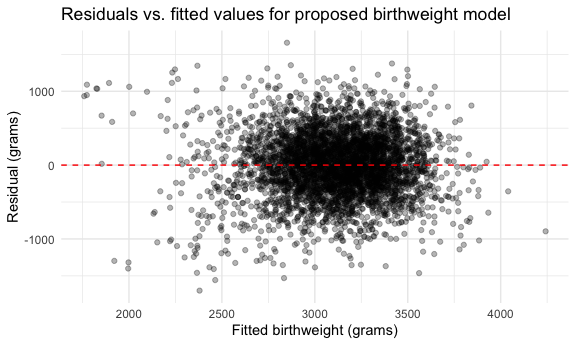 Residuals vs. fitted values for proposed birthweight model
1000
0
-1000
Residual (grams)
2000
2500
3000
3500
4000
Fitted birthweight (grams)